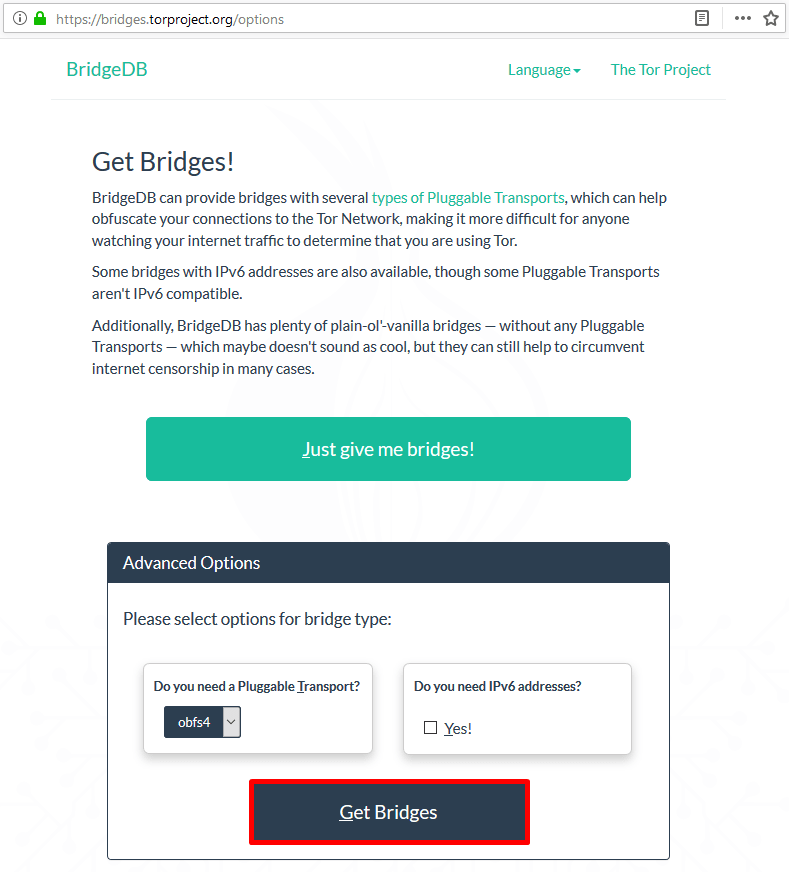 https://bridges.torproject.org/options
BridgeDB
Language
The Tor Project
Get Bridges!
BridgeDB can provide bridges with several types of Pluggable Transports, which can help
obfuscate your connections to the Tor Network, making it more difficult for anyone
watching your internet traffic to determine that you are using Tor.
Some bridges with IPv6 addresses are also available, though some Pluggable Transports
aren't IPv6 compatible.
Additionally, BridgeDB has plenty of plain-ol'-vanilla bridges — without any Pluggable
Transports — which maybe doesn't sound as cool, but they can still help to circumvent
internet censorship in many cases.
Just give me bridges!
Advanced Options
Please select options for bridge type:
Do you need a Pluggable Transport?
obfs4
Do you need IPv6 addresses?
Yes!
Get Bridges